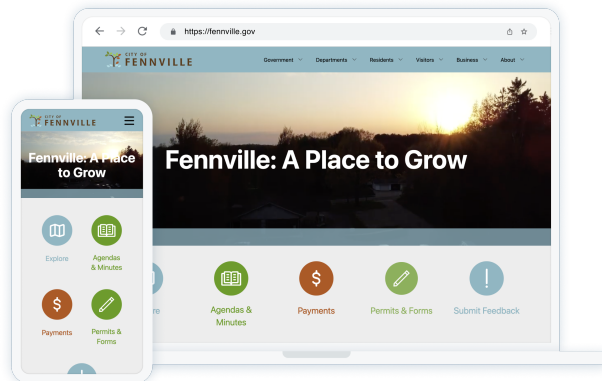 https://fennville.gov
CITY OF
FENNVILLE
Government
Departments
Residents
Visitors
Business
About
Fennville: A Place to Grow
re
Agendas &
Minutes
Payments
Permits & Forms
Submit Feedback
CITY OF
FENNVILLE
Fennville: A Place
to Grow
Explore
Agendas
& Minutes
Payments
Permits &
Forms